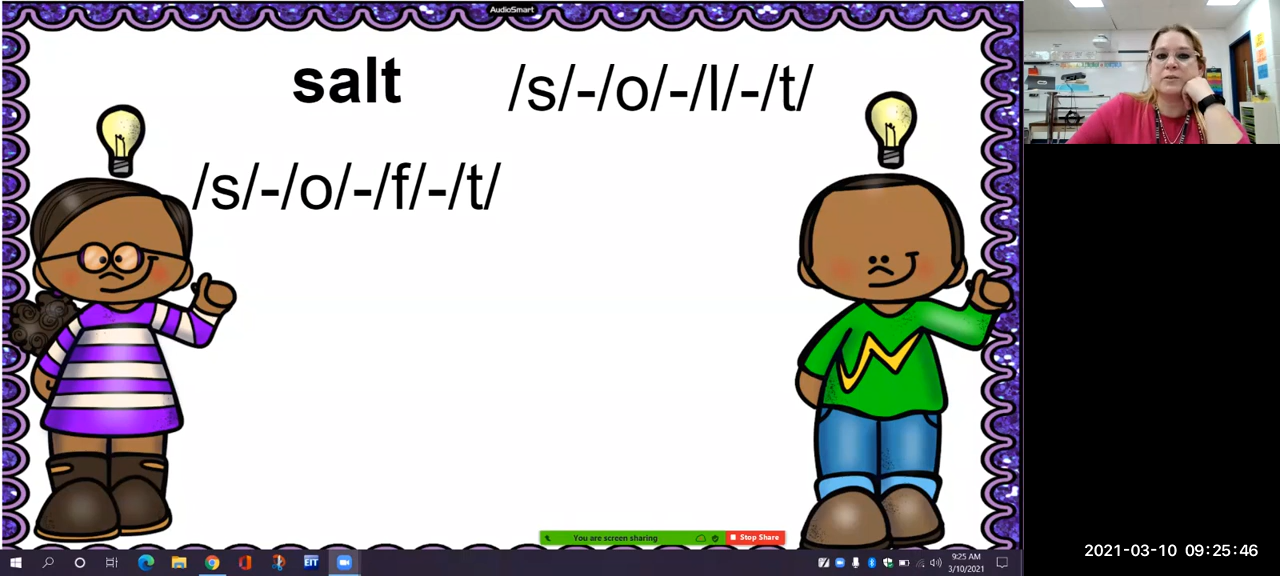 AudioSmart
salt /s/-/o/-/l/-/t/
/s/-/o/-/f/-/t/
You are screen sharing
Stop Share
EIT
9:25 AM
3/10/2021
2021-03-10 09:25:46